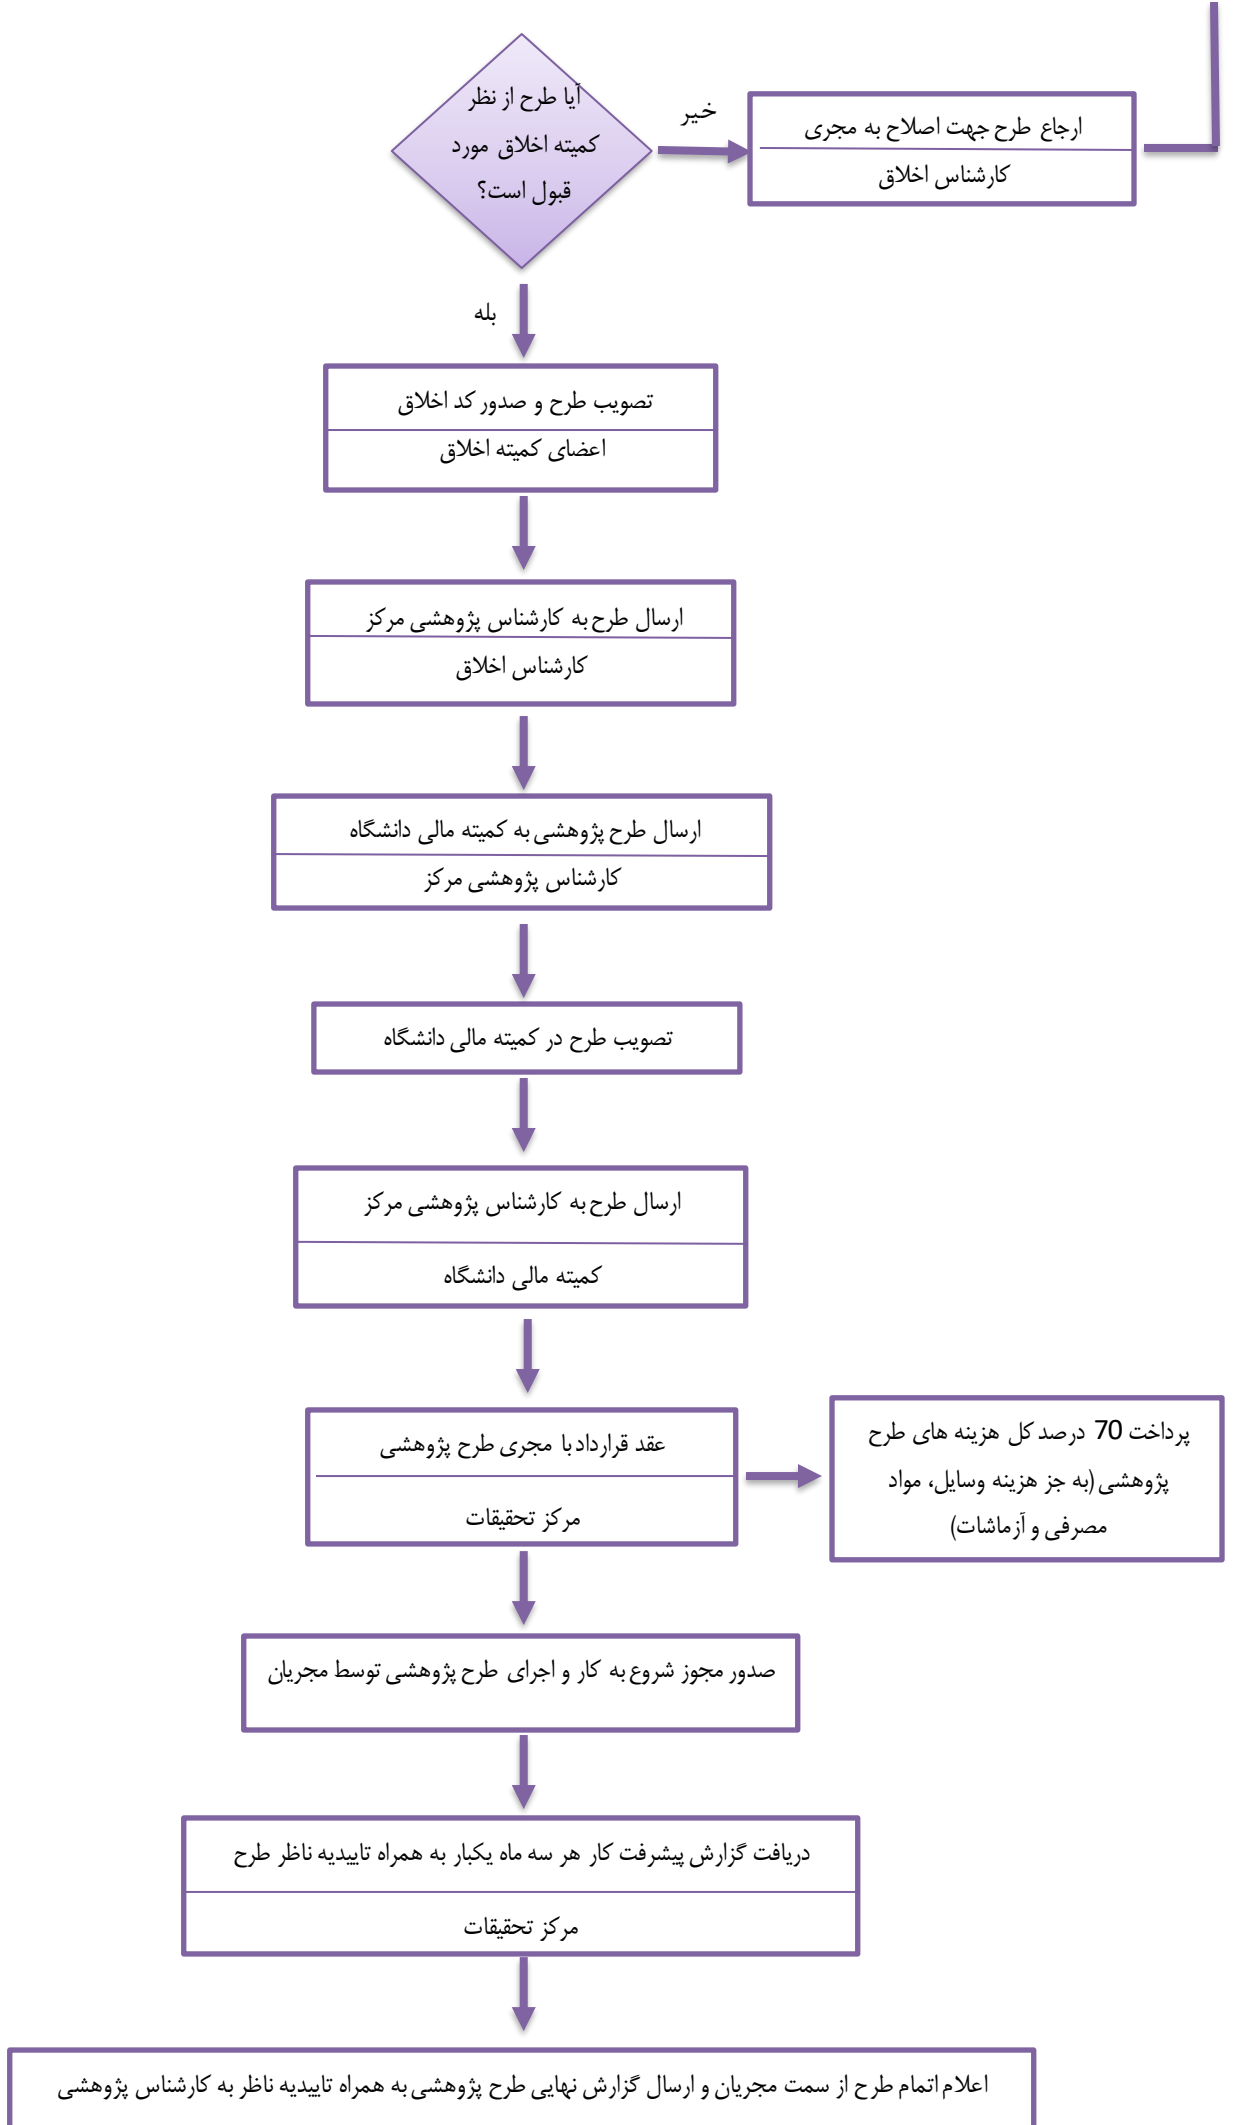 آیا طرح از نظر
کمیته اخلاق مورد
قبول است؟
خیر
ارجاع طرح جهت اصلاح به مجری
کارشناس اخلاق
بله
تصویب طرح و صدور کد اخلاق
اعضای کمیته اخلاق
ارسال طرح به کارشناس پژوهشی مرکز
کارشناس اخلاق
ارسال طرح پژوهشی به کمیته مالی دانشگاه
کارشناس پژوهشی مرکز
تصویب طرح در کمیته مالی دانشگاه
ارسال طرح به کارشناس پژوهشی مرکز
کمیته مالی دانشگاه
عقد قرارداد با مجری طرح پژوهشی
مرکز تحقیقات
پرداخت 70 درصد کل هزینه های طرح
پژوهشی (به جز هزینه وسایل، مواد
مصرفی و آزماشات)
صدور مجوز شروع به کار و اجرای طرح پژوهشی توسط مجریان
دریافت گزارش پیشرفت کار هر سه ماه یکبار به همراه تاییدیه ناظر طرح
مرکز تحقیقات
اعلام اتمام طرح از سمت مجریان و ارسال گزارش نهایی طرح پژوهشی به همراه تاییدیه ناظر به کارشناس پژوهشی